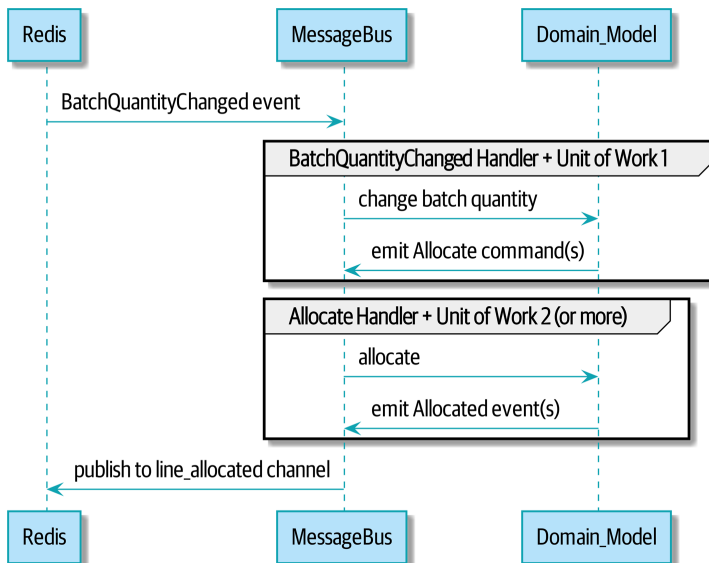 Redis
MessageBus
Domain_Model
BatchQuantityChanged event
BatchQuantityChanged Handler + Unit of Work 1
change batch quantity
emit Allocate command(s)
Allocate Handler + Unit of Work 2 (or more)
allocate
emit Allocated event(s)
publish to line_allocated channel
Redis
MessageBus
Domain_Model